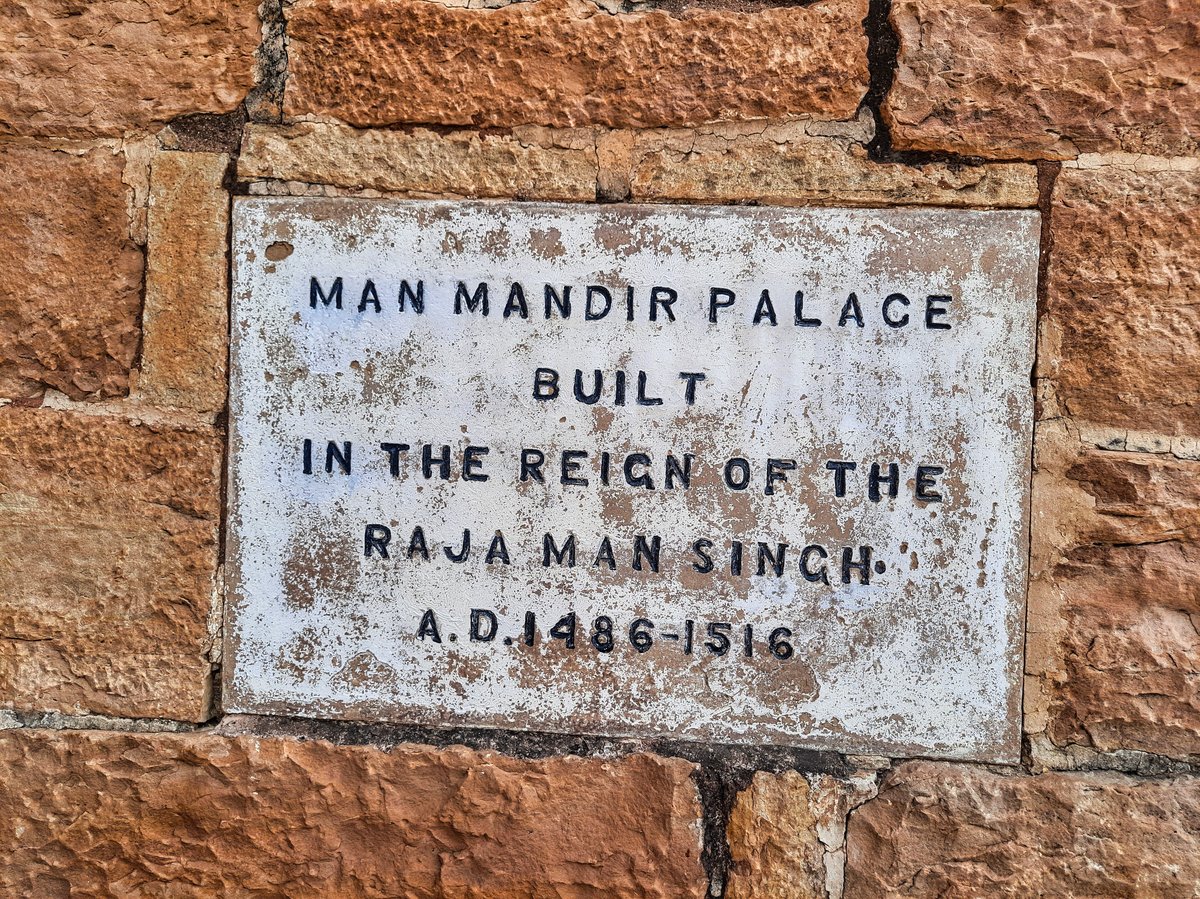 MAN MANDIR PALACE
BUILT
IN THE REIGN OF THE
RAJA MAN SINGH.
A.D.1486-1516